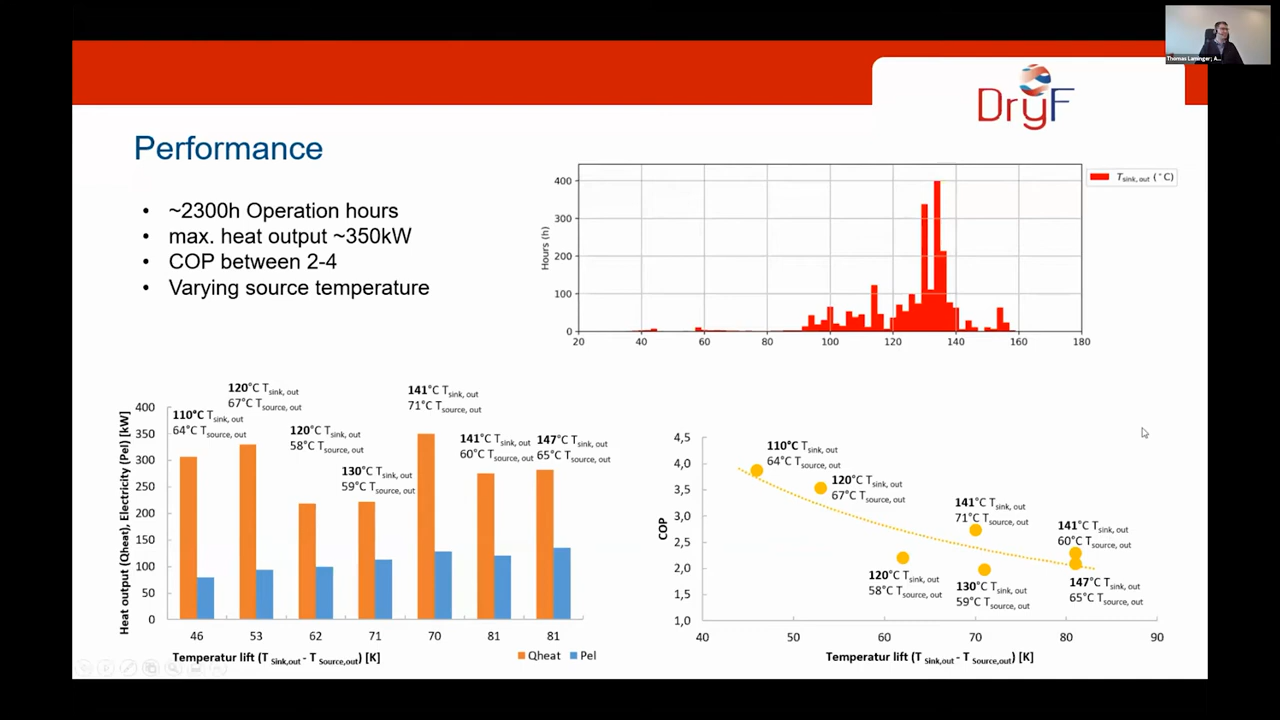 Thomas Laminger; A...
DryF
Performance
• ~2300h Operation hours
• max. heat output ~350kW
• COP between 2-4
• Varying source temperature
Hours (h)
400
300
200
100
0
20 40 60 80 100 120 140 160 180
T sink, out (°C)
Heat output (Qheat), Electricity (Pel) [kW]
400
350
300
250
200
150
100
50
0
110°C T sink, out
64°C T source, out
120°C T sink, out
67°C T source, out
120°C T sink, out
58°C T source, out
130°C T sink, out
59°C T source, out
141°C T sink, out
71°C T source, out
141°C T sink, out
60°C T source, out
147°C T sink, out
65°C T source, out
46 53 62 71 70 81 81
Temperatur lift (T Sink,out - T Source,out) [K]
Qheat Pel
COP
4,5
4,0
3,5
3,0
2,5
2,0
1,5
1,0
110°C T sink, out
64°C T source, out
120°C T sink, out
67°C T source, out
120°C T sink, out
58°C T source, out
141°C T sink, out
71°C T source, out
130°C T sink, out
59°C T source, out
141°C T sink, out
60°C T source, out
147°C T sink, out
65°C T source, out
40 50 60 70 80 90
Temperatur lift (T Sink,out - T Source,out) [K]